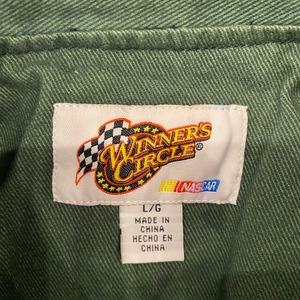 WINNER'S
CIRCLE®
NASCAR
L/G
MADE IN
CHINA
HECHO EN
CHINA